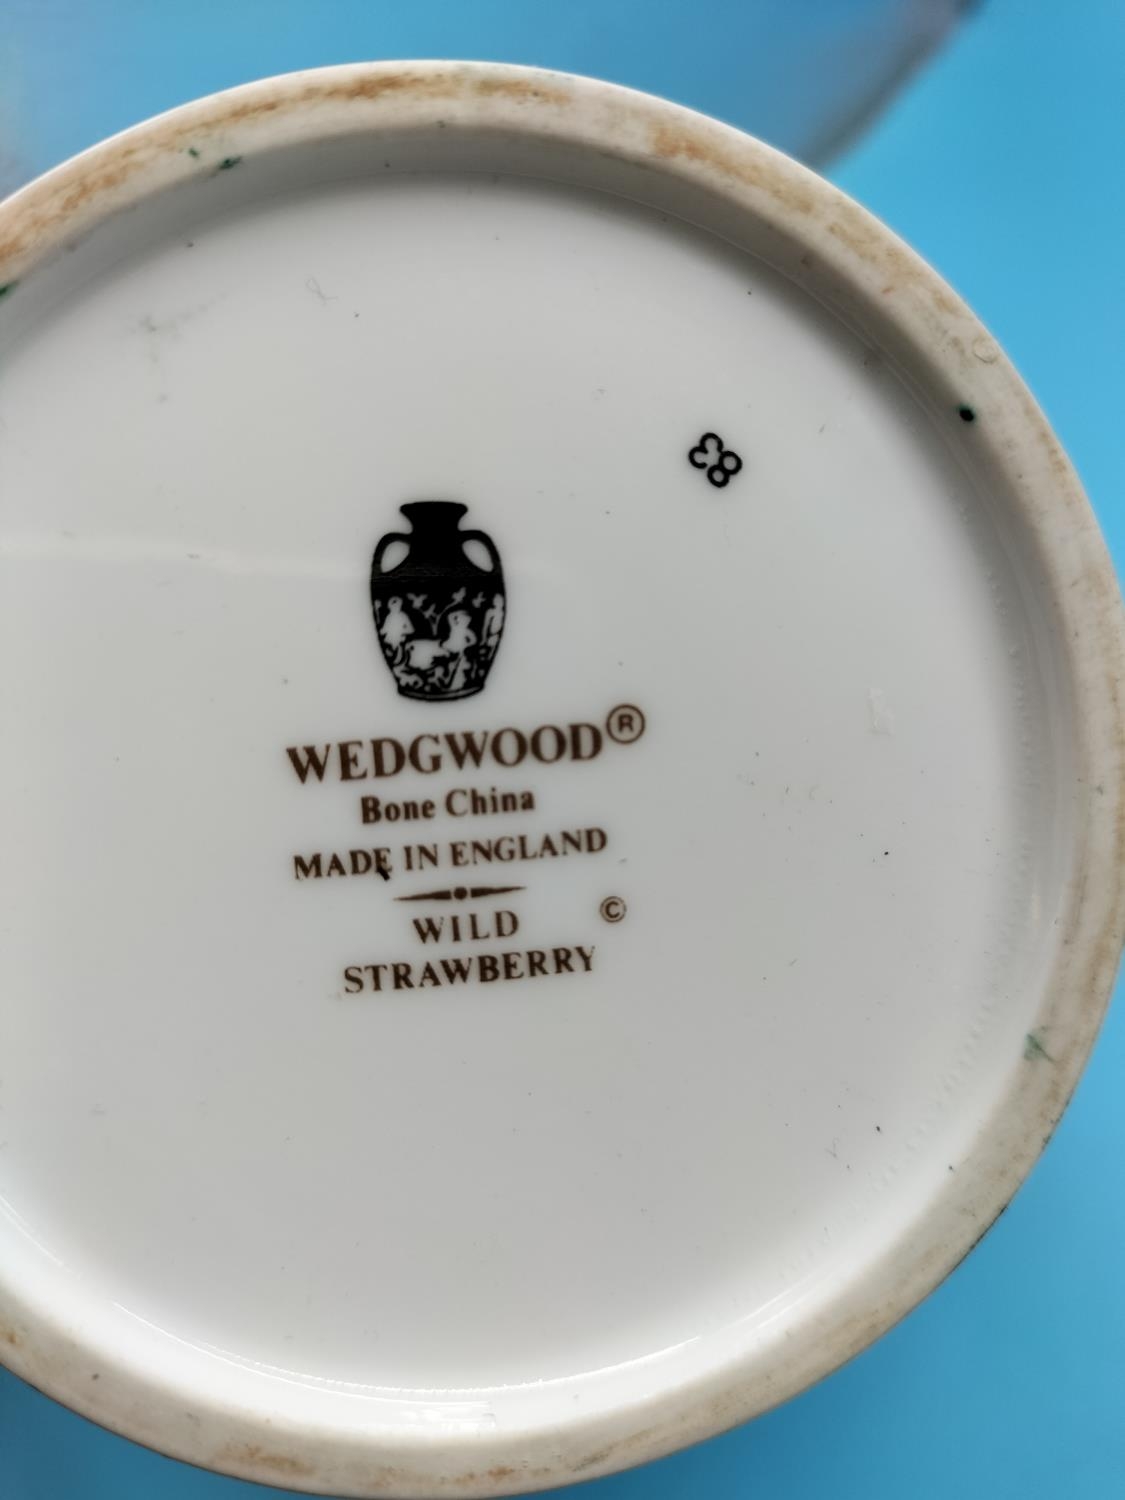 83
WEDGWOOD®
Bone China
MADE IN ENGLAND
WILD ©
STRAWBERRY